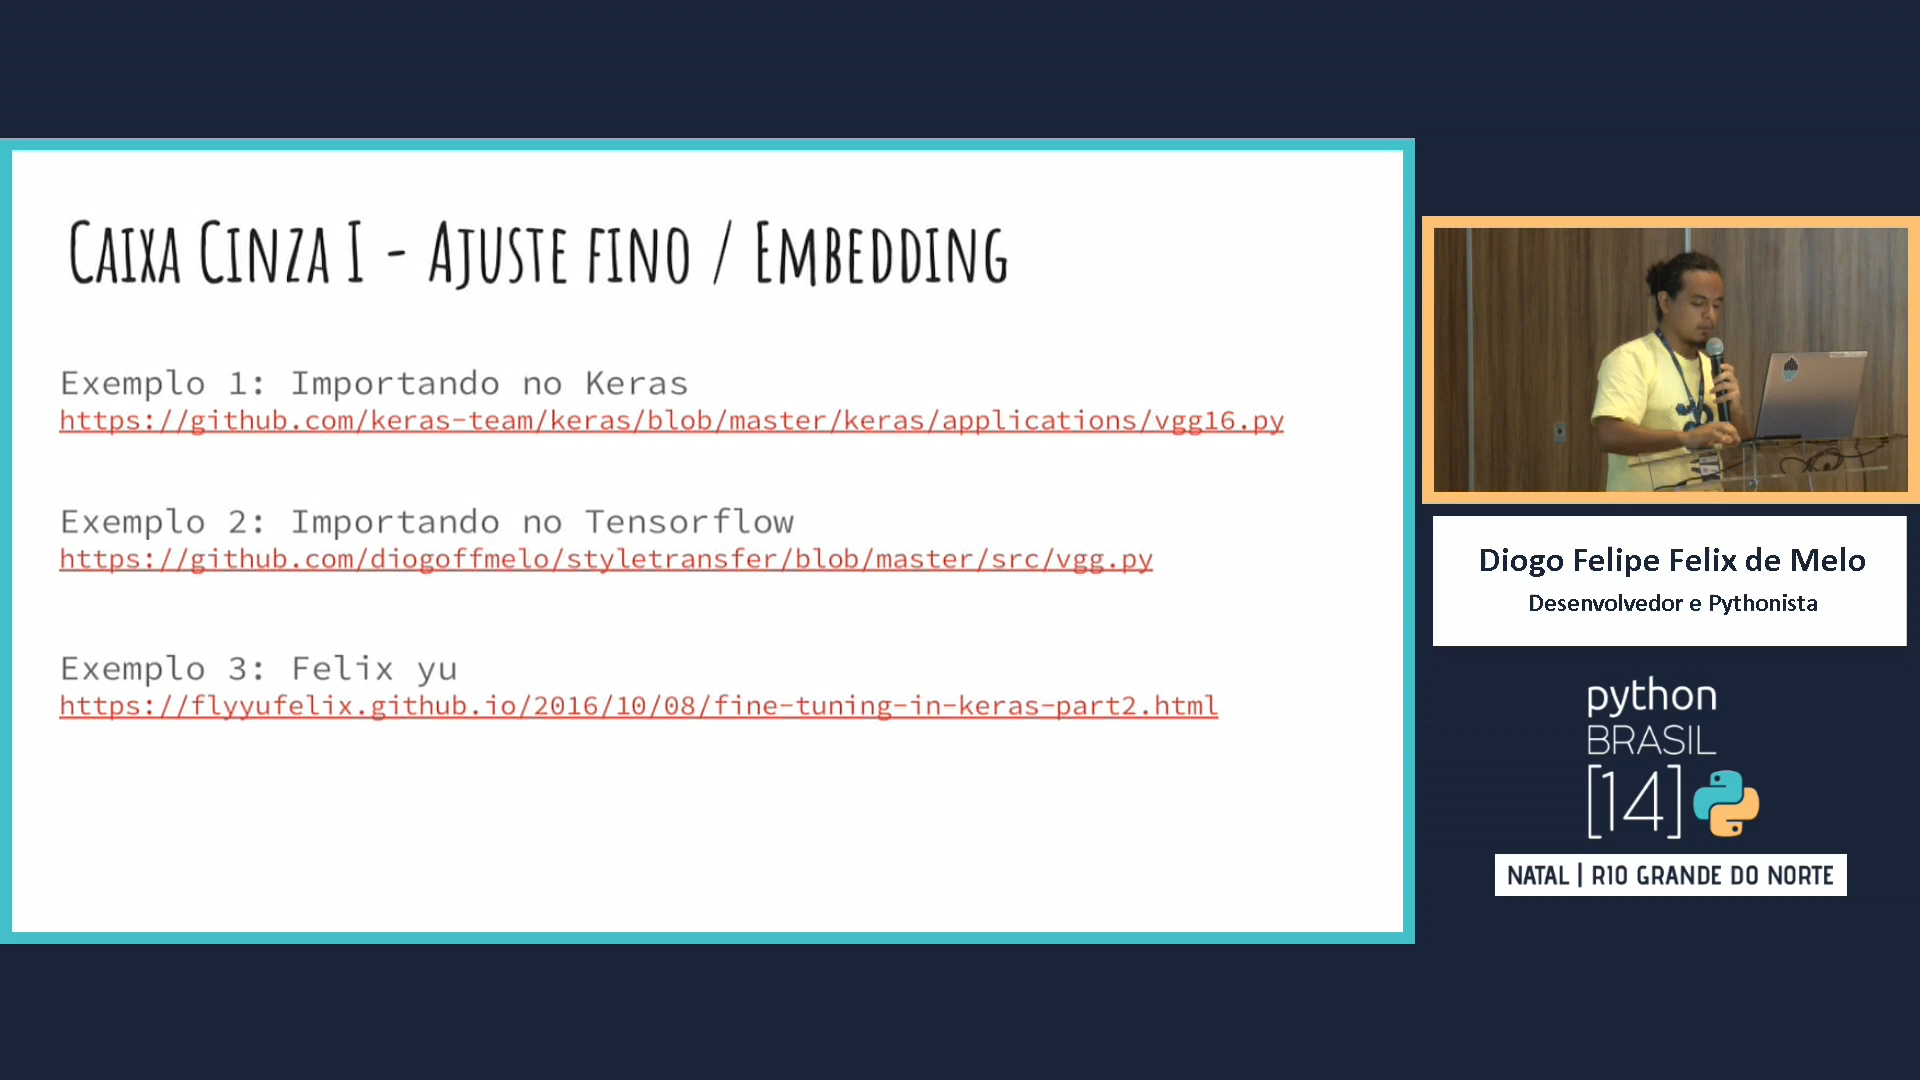 CAIXA CINZA I - AJUSTE FINO / EMBEDDING
Exemplo 1: Importando no Keras
https://github.com/keras-team/keras/blob/master/keras/applications/vgg16.py
Exemplo 2: Importando no Tensorflow
https://github.com/diogoffmelo/styletransfer/blob/master/src/vgg.py
Exemplo 3: Felix yu
https://flyyufelix.github.io/2016/10/08/fine-tuning-in-keras-part2.html
Diogo Felipe Felix de Melo
Desenvolvedor e Pythonista
python
BRASIL
[14]
NATAL | RIO GRANDE DO NORTE